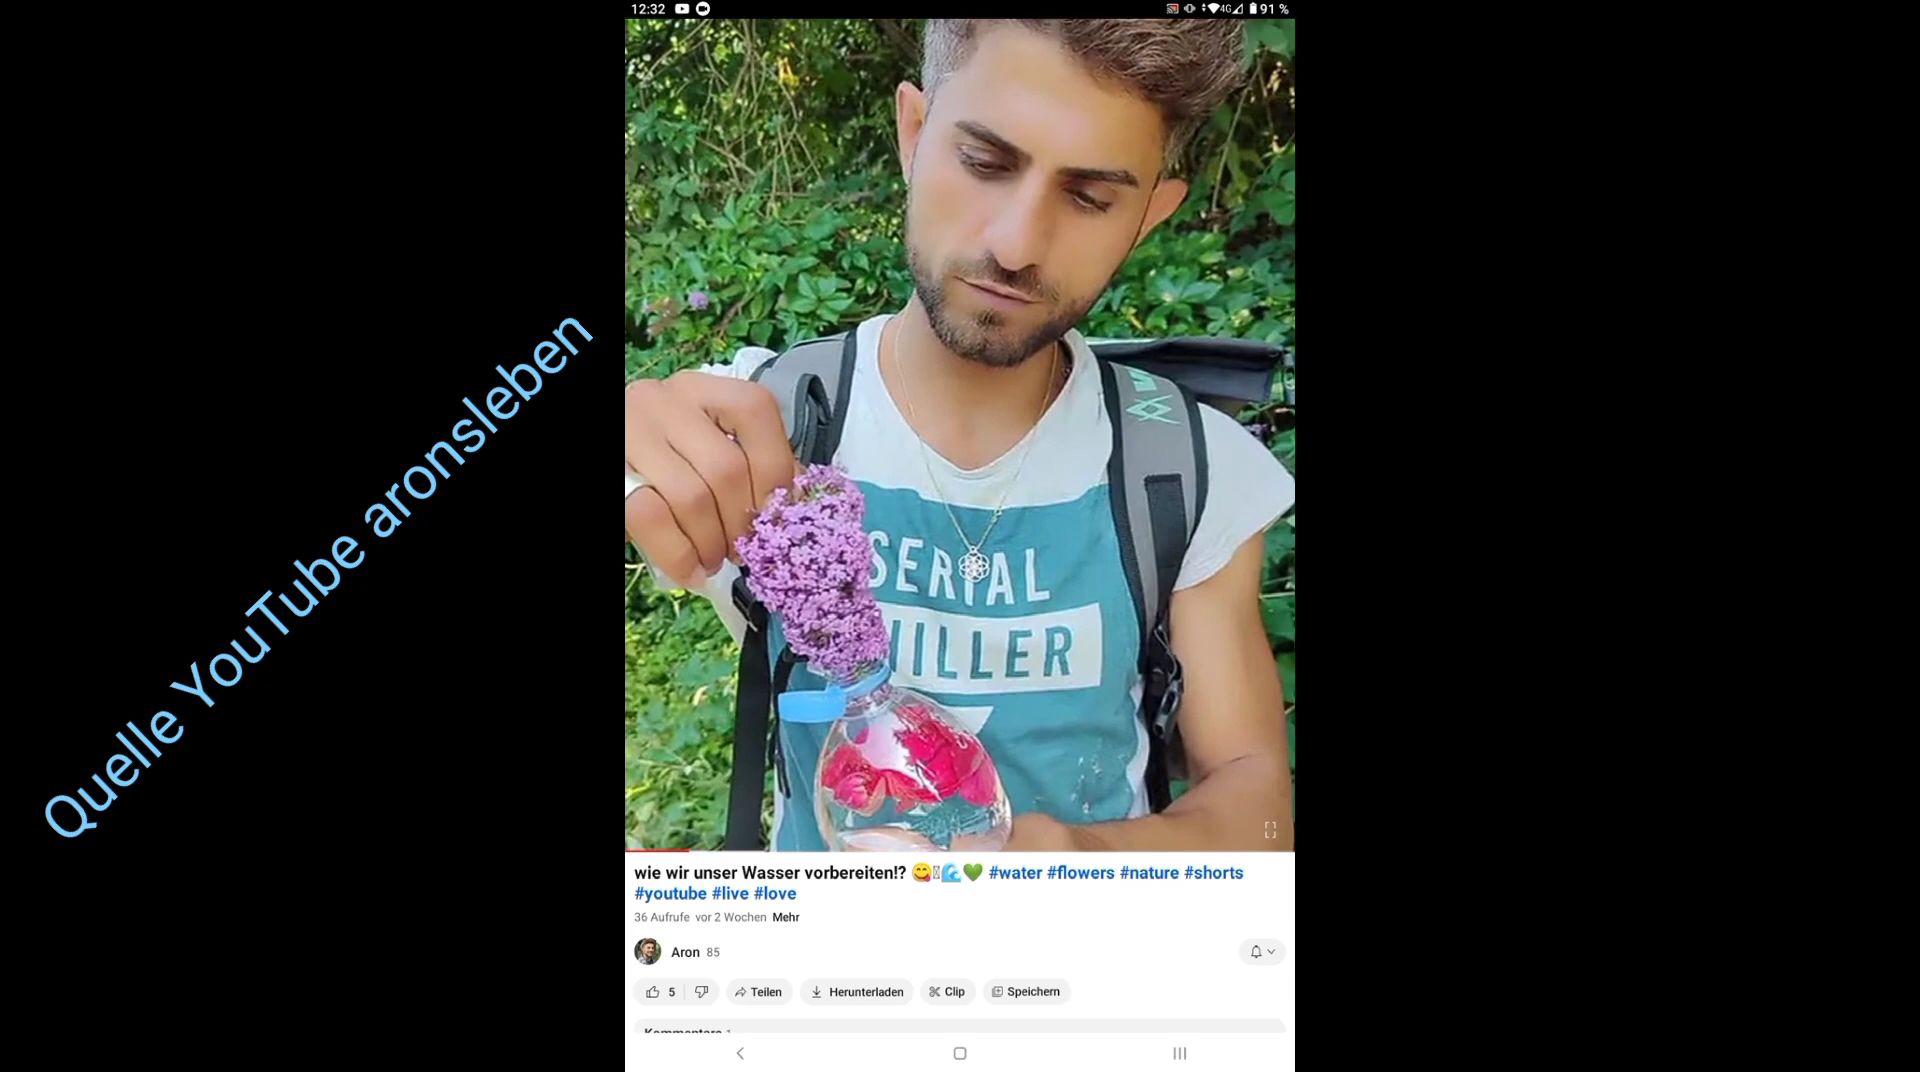 12:32
4G 91 %
Quelle YouTube aronsleben
SERIAL
wie wir unser Wasser vorbereiten!? 😋🌊💚 #water #flowers #nature #shorts
#youtube #live #love
36 Aufrufe vor 2 Wochen Mehr
Aron 85
5 Teilen Herunterladen Clip Speichern